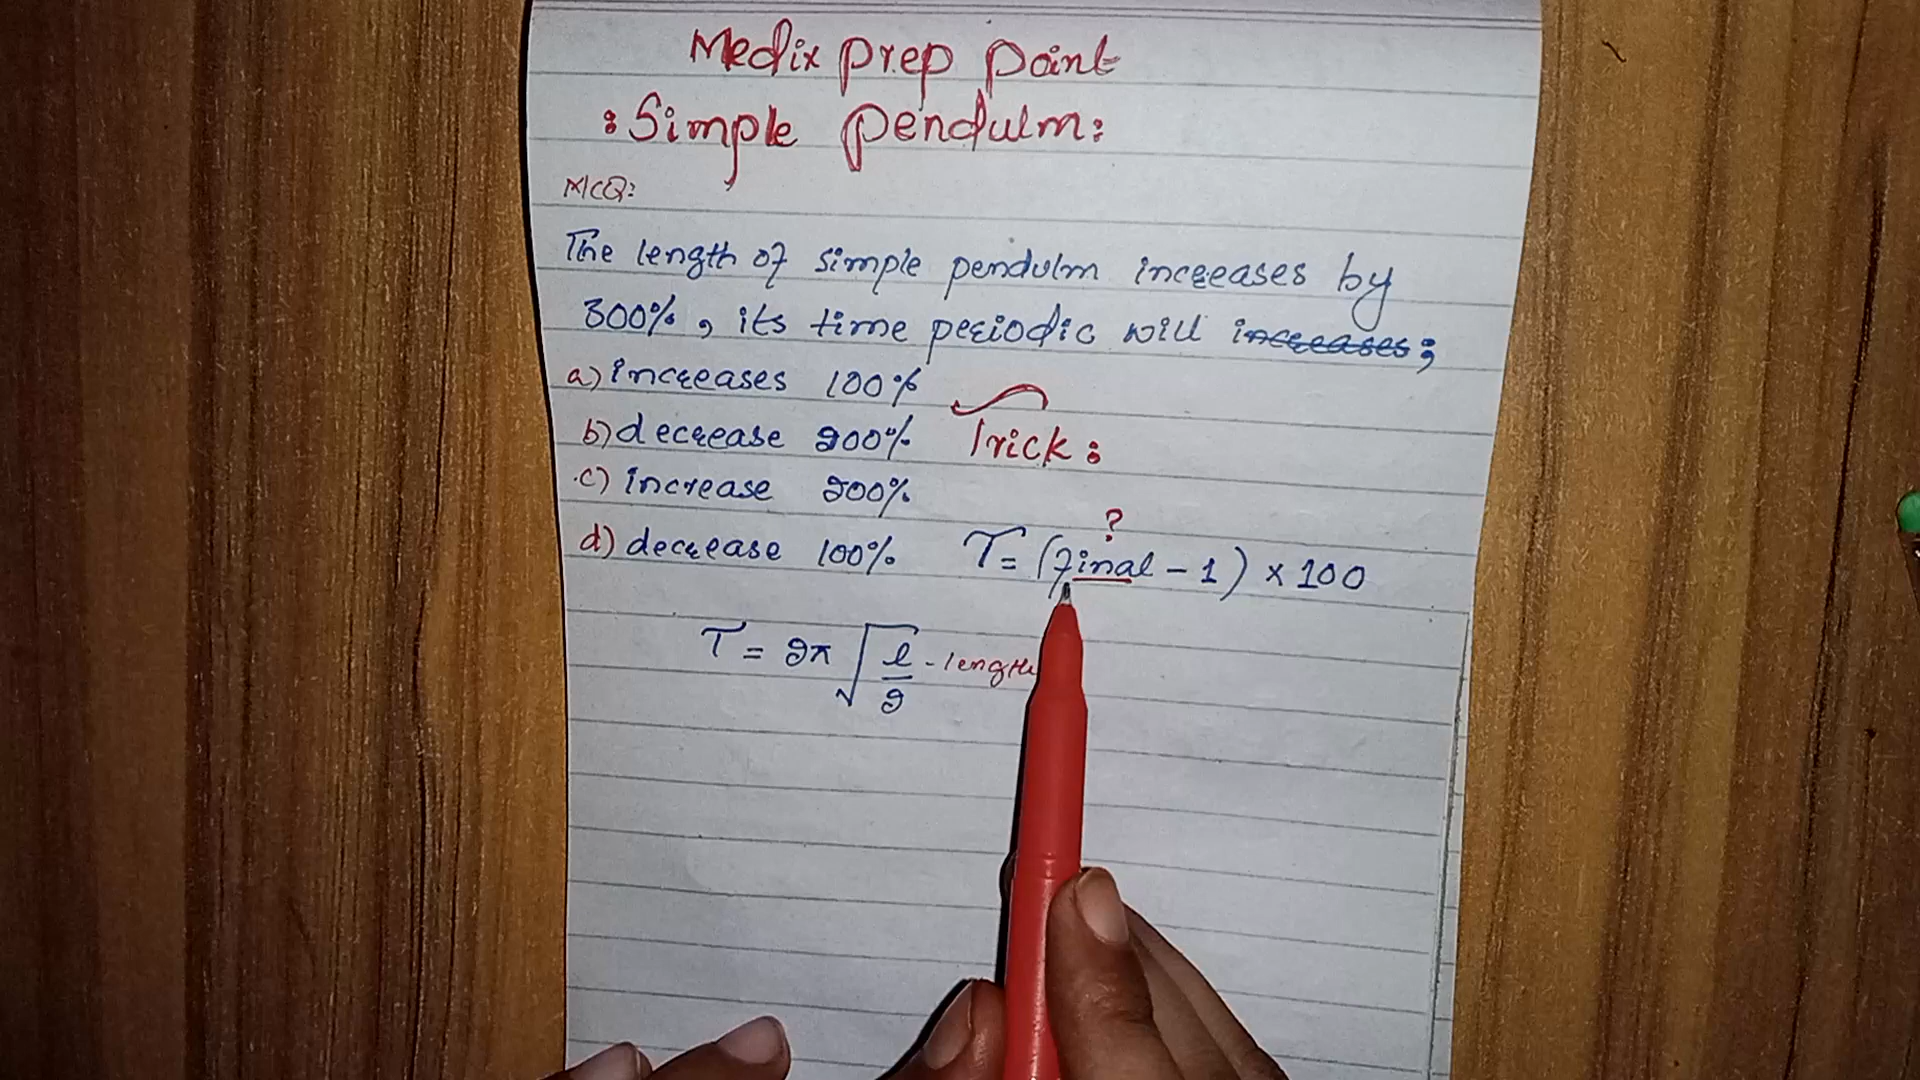 Medix prep point
:Simple pendulm:
MCQ:
The length of simple pendulm increases by
300%, its time periodic will increases;
a) increases 100%
b) decrease 200% Trick:
c) increase 200%
?
d) decrease 100% T = (final - 1) x 100
T = 2π √l/g - length